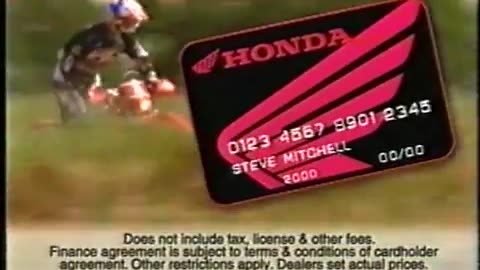 HONDA
0123 4567 8901 2345
STEVE MITCHELL 00/00
2000
Does not include tax, license & other fees.
Finance agreement is subject to terms & conditions of cardholder
agreement. Other restrictions apply. Dealers set actual prices.